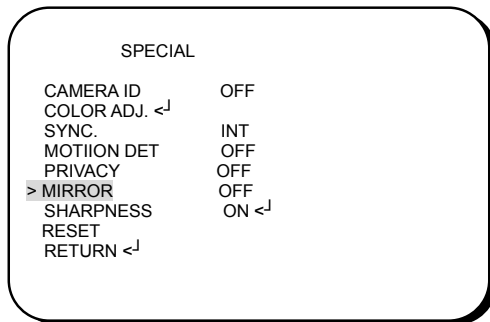 SPECIAL
CAMERA ID OFF
COLOR ADJ. <┘
SYNC. INT
MOTIION DET OFF
PRIVACY OFF
> MIRROR OFF
SHARPNESS ON <┘
RESET
RETURN <┘